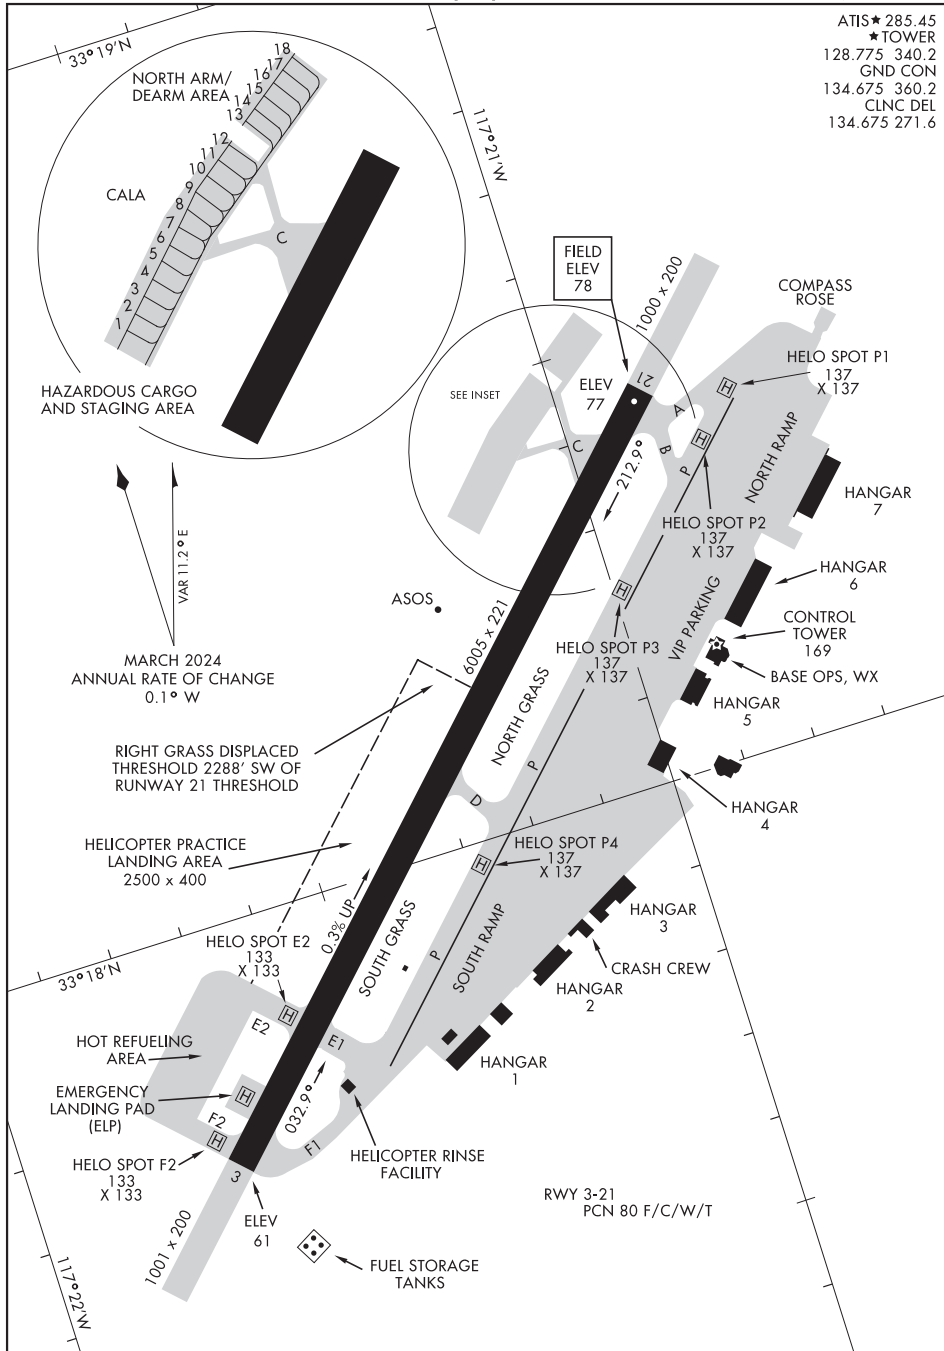 ATIS★ 285.45
★ TOWER
128.775 340.2
GND CON
134.675 360.2
CLNC DEL
134.675 271.6
33°19'N
NORTH ARM/
DEARM AREA
18
17
16
15
14
13
12
11
10
9
8
7
6
5
4
3
2
1
CALA
C
HAZARDOUS CARGO
AND STAGING AREA
117°21'W
FIELD
ELEV
78
1000 x 200
COMPASS
ROSE
HELO SPOT P1
137
X 137
SEE INSET
ELEV
77
21
A
B
C
P
212.9°
NORTH RAMP
HANGAR
7
HELO SPOT P2
137
X 137
VAR 11.2° E
MARCH 2024
ANNUAL RATE OF CHANGE
0.1° W
ASOS
6005 x 221
HANGAR
6
VIP PARKING
CONTROL
TOWER
169
BASE OPS, WX
HELO SPOT P3
137
X 137
HANGAR
5
NORTH GRASS
RIGHT GRASS DISPLACED
THRESHOLD 2288' SW OF
RUNWAY 21 THRESHOLD
P
D
HANGAR
4
HELICOPTER PRACTICE
LANDING AREA
2500 x 400
HELO SPOT P4
137
X 137
0.3% UP
HANGAR
3
HELO SPOT E2
133
X 133
SOUTH GRASS
P
SOUTH RAMP
33°18'N
CRASH CREW
HANGAR
2
E2
E1
HOT REFUELING
AREA
HANGAR
1
EMERGENCY
LANDING PAD
(ELP)
032.9°
F2
F1
HELICOPTER RINSE
FACILITY
HELO SPOT F2
133
X 133
3
ELEV
61
RWY 3-21
PCN 80 F/C/W/T
1001 x 200
FUEL STORAGE
TANKS
117°22'W
H
H
H
H
H
H
H